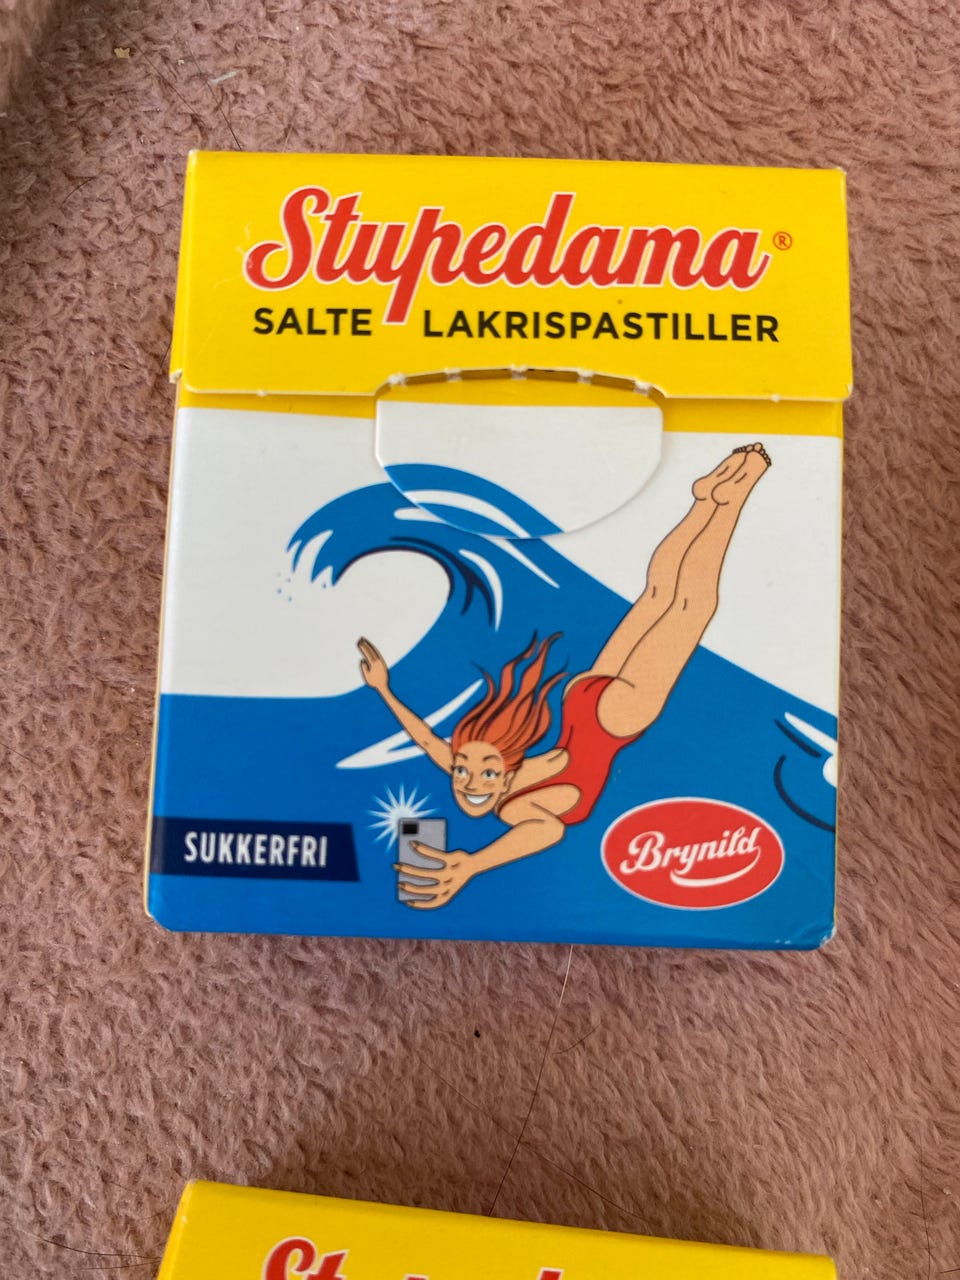 Stupedama®
SALTE LAKRISPASTILLER
SUKKERFRI
Brynild